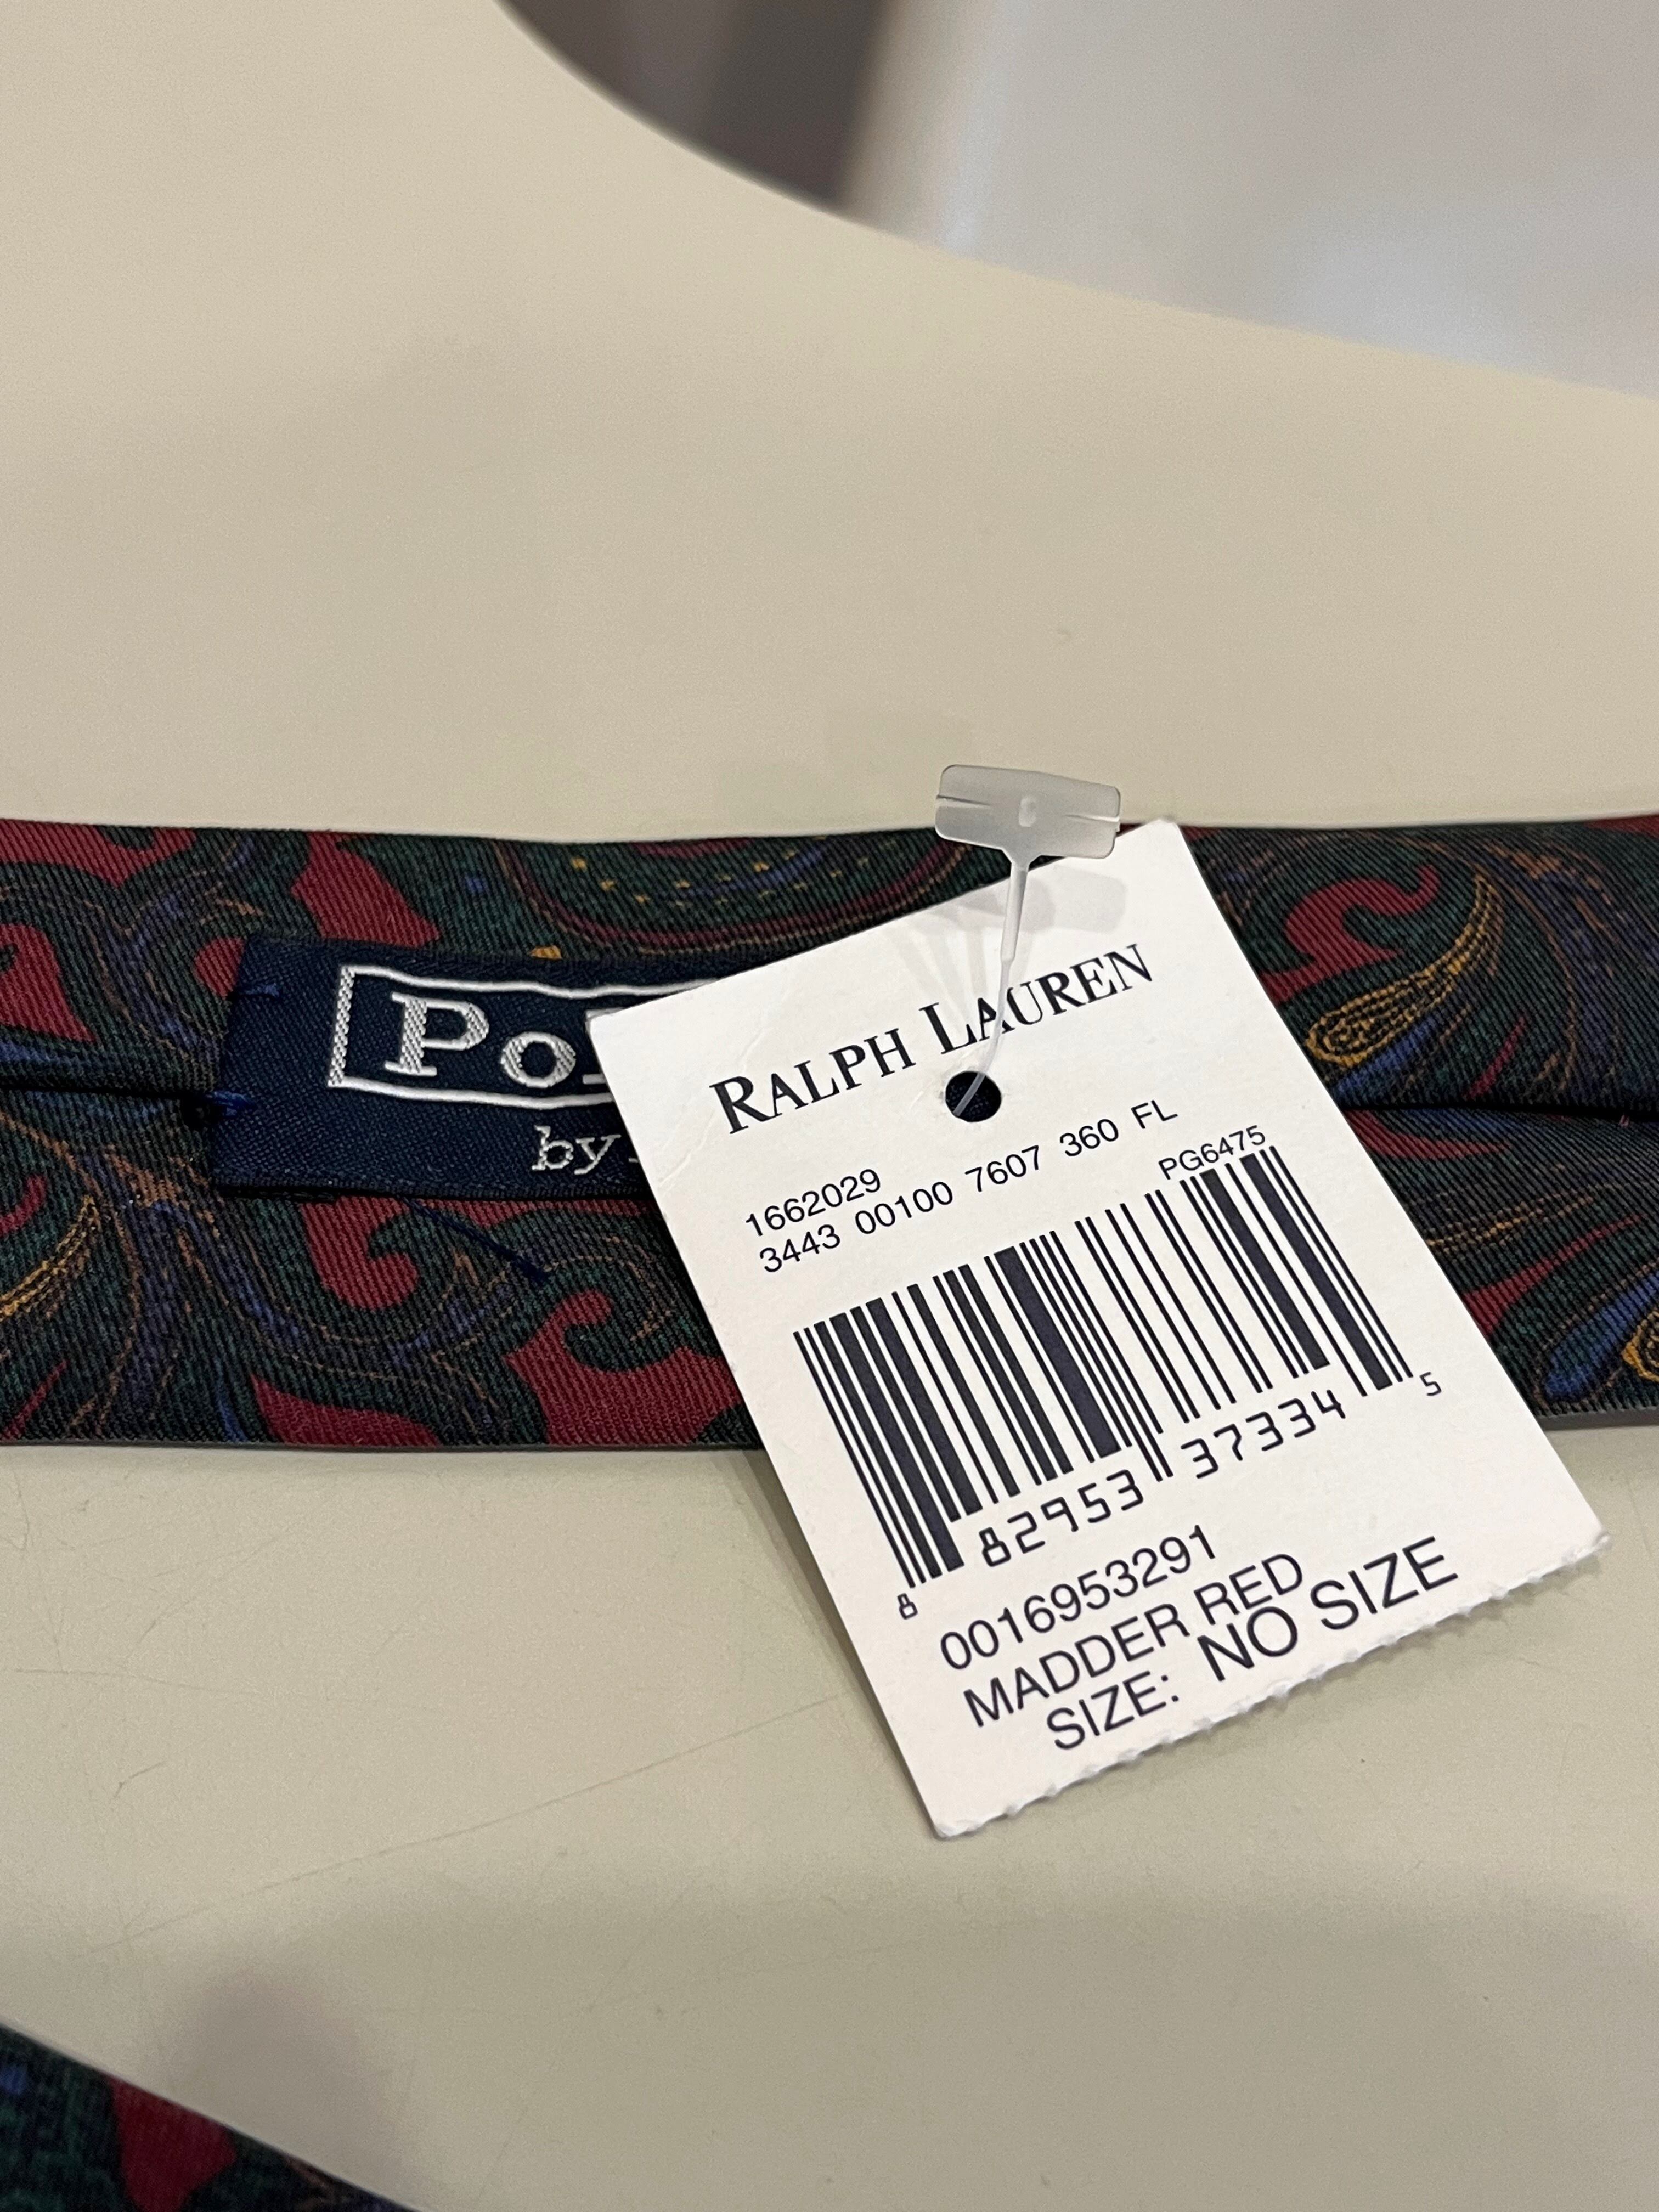 Po
by
RALPH LAUREN
1662029
3443 00100 7607 360 FL
PG6475
8 82953 37334 5
0016953291
MADDER RED
SIZE: NO SIZE